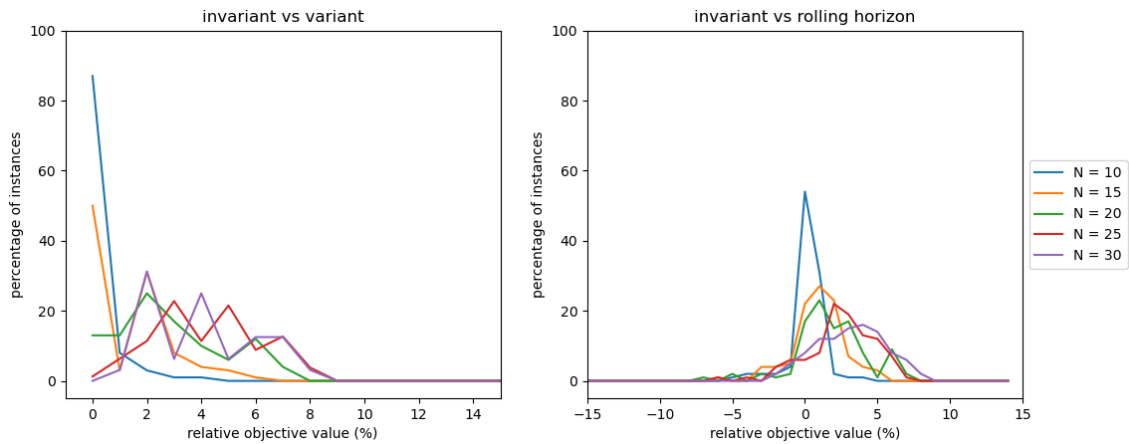 invariant vs variant
percentage of instances
100
80
60
40
20
0
0 2 4 6 8 10 12 14
relative objective value (%)
invariant vs rolling horizon
percentage of instances
100
80
60
40
20
0
−15 −10 −5 0 5 10 15
relative objective value (%)
N = 10
N = 15
N = 20
N = 25
N = 30